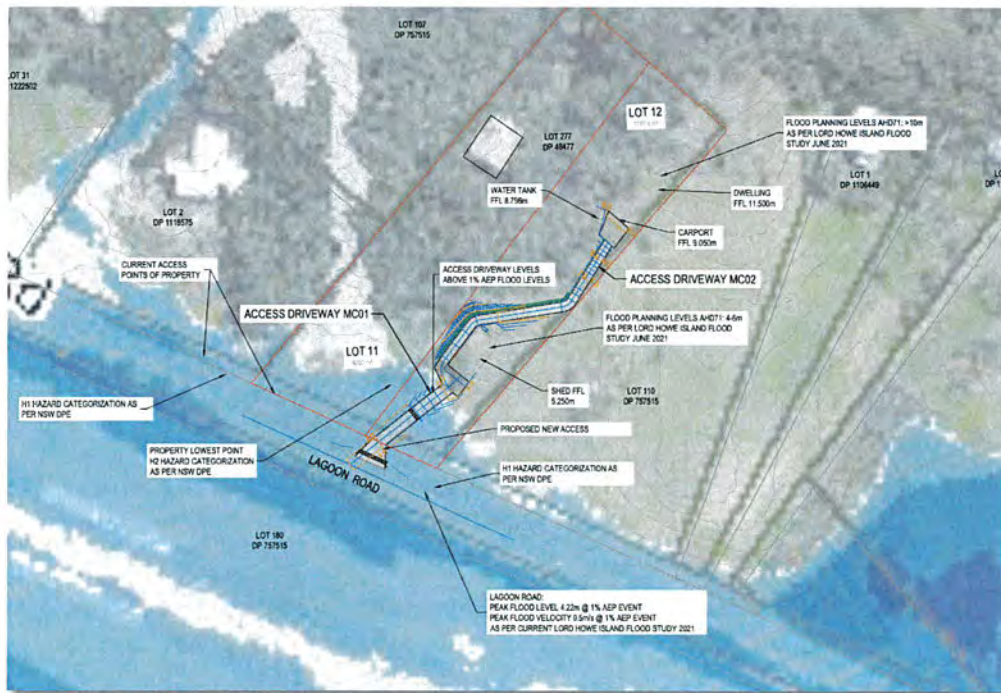 LOT 107
DP 757515
LOT 31
1222502
LOT 12
FLOOD PLANNING LEVELS AHD71: >10m
AS PER LORD HOWE ISLAND FLOOD
STUDY JUNE 2021
LOT 277
DP 48477
LOT 1
DP 1106449
WATER TANK
FFL 8.798m
DWELLING
FFL 11.500m
LOT 2
DP 1118575
CARPORT
FFL 9.050m
CURRENT ACCESS
POINTS OF PROPERTY
ACCESS DRIVEWAY LEVELS
ABOVE 1% AEP FLOOD LEVELS
ACCESS DRIVEWAY MC02
ACCESS DRIVEWAY MC01
FLOOD PLANNING LEVELS AHD71: 4-6m
AS PER LORD HOWE ISLAND FLOOD
STUDY JUNE 2021
LOT 11
SHED FFL
5.250m
LOT 110
DP 757515
H1 HAZARD CATEGORIZATION AS
PER NSW DPE
PROPOSED NEW ACCESS
PROPERTY LOWEST POINT
H2 HAZARD CATEGORIZATION
AS PER NSW DPE
LAGOON ROAD
H1 HAZARD CATEGORIZATION AS
PER NSW DPE
LOT 180
DP 757515
LAGOON ROAD:
PEAK FLOOD LEVEL 4.22m @ 1% AEP EVENT
PEAK FLOOD VELOCITY 0.5m/s @ 1% AEP EVENT
AS PER CURRENT LORD HOWE ISLAND FLOOD STUDY 2021